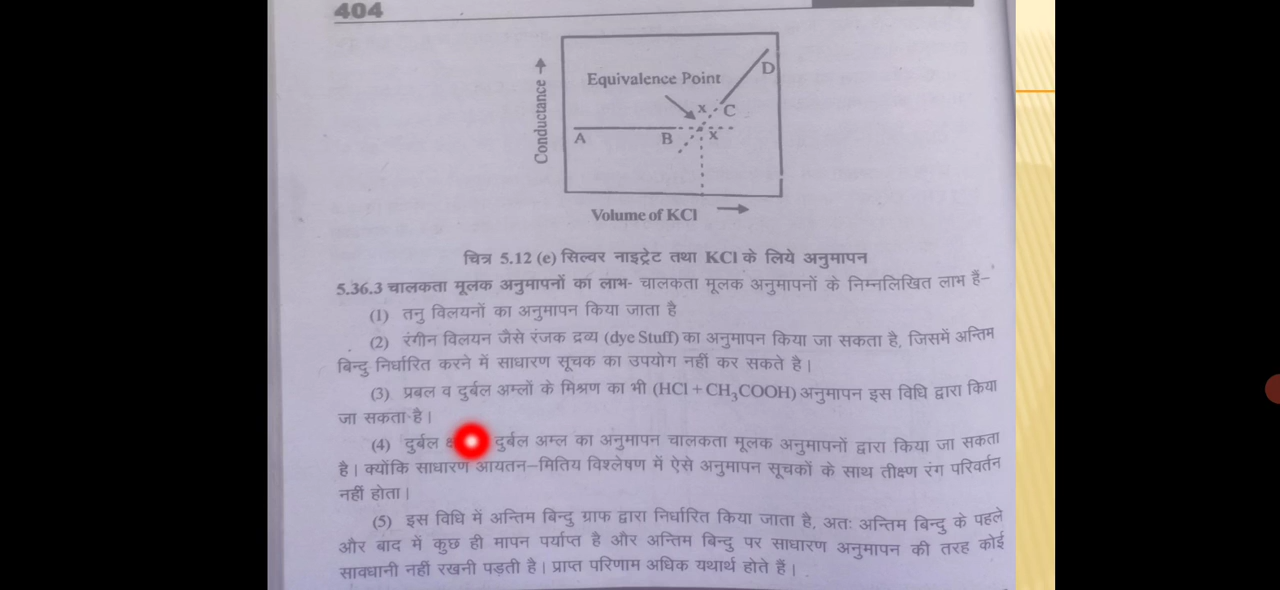 404
Conductance →
Equivalence Point
D
x
C
A
B
x
Volume of KCl →
चित्र 5.12 (e) सिल्वर नाइट्रेट तथा KCl के लिये अनुमापन
5.36.3 चालकता मूलक अनुमापनों का लाभ- चालकता मूलक अनुमापनों के निम्नलिखित लाभ हैं–
(1) तनु विलयनों का अनुमापन किया जाता है
(2) रंगीन विलयन जैसे रंजक द्रव्य (dye Stuff) का अनुमापन किया जा सकता है, जिसमें अन्तिम
बिन्दु निर्धारित करने में साधारण सूचक का उपयोग नहीं कर सकते है।
(3) प्रबल व दुर्बल अम्लों के मिश्रण का भी (HCl + CH₃COOH) अनुमापन इस विधि द्वारा किया
जा सकता है।
(4) दुर्बल दुर्बल अम्ल का अनुमापन चालकता मूलक अनुमापनों द्वारा किया जा सकता
है। क्योंकि साधारण आयतन–मितिय विश्लेषण में ऐसे अनुमापन सूचकों के साथ तीक्ष्ण रंग परिवर्तन
नहीं होता।
(5) इस विधि में अन्तिम बिन्दु ग्राफ द्वारा निर्धारित किया जाता है, अतः अन्तिम बिन्दु के पहले
और बाद में कुछ ही मापन पर्याप्त है और अन्तिम बिन्दु पर साधारण अनुमापन की तरह कोई
सावधानी नहीं रखनी पड़ती है। प्राप्त परिणाम अधिक यथार्थ होते हैं।